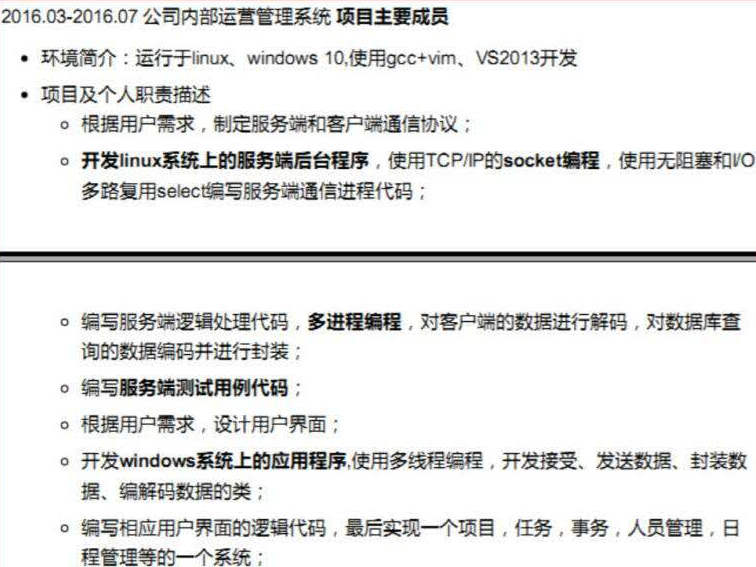 2016.03-2016.07 公司内部运营管理系统 项目主要成员
• 环境简介：运行于linux、windows 10,使用gcc+vim、VS2013开发
• 项目及个人职责描述
○ 根据用户需求，制定服务端和客户端通信协议；
○ 开发linux系统上的服务端后台程序，使用TCP/IP的socket编程，使用无阻塞和I/O
多路复用select编写服务端通信进程代码；
○ 编写服务端逻辑处理代码，多进程编程，对客户端的数据进行解码，对数据库查
询的数据编码并进行封装；
○ 编写服务端测试用例代码；
○ 根据用户需求，设计用户界面；
○ 开发windows系统上的应用程序,使用多线程编程，开发接受、发送数据、封装数
据、编解码数据的类；
○ 编写相应用户界面的逻辑代码，最后实现一个项目，任务，事务，人员管理，日
程管理等的一个系统；